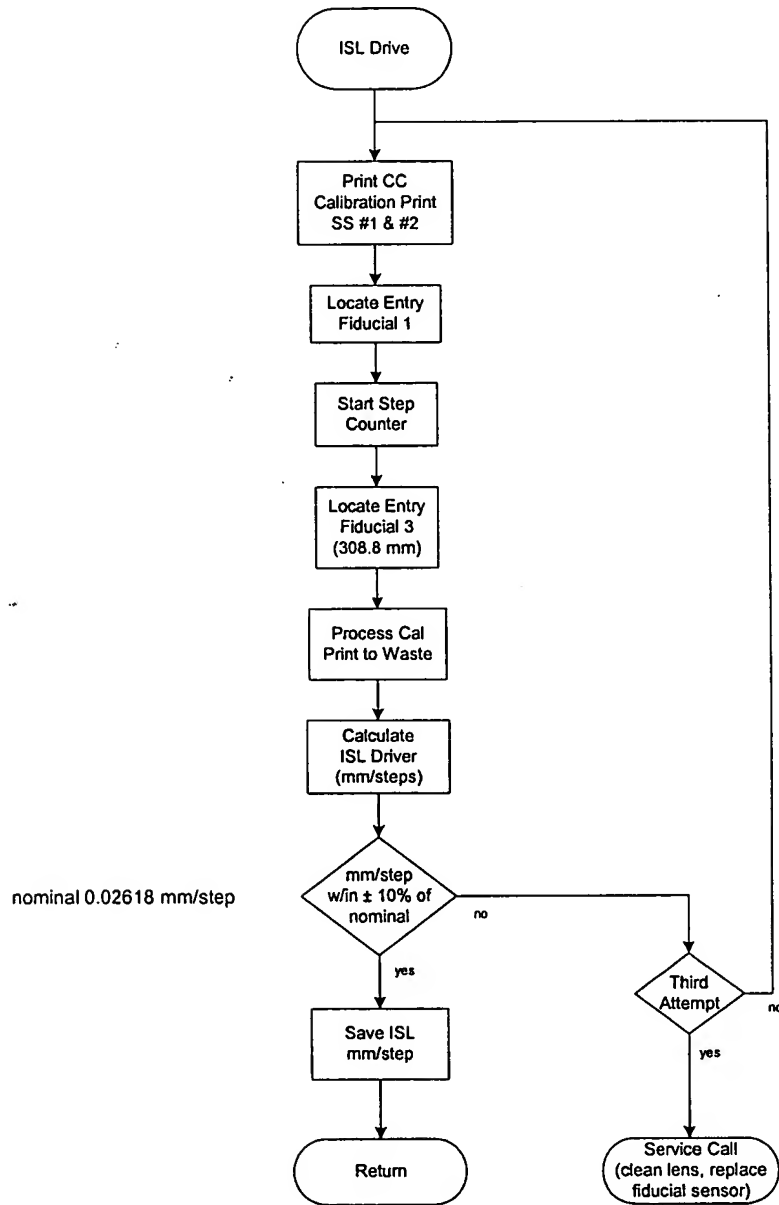 ISL Drive
Print CC
Calibration Print
SS #1 & #2
Locate Entry
Fiducial 1
Start Step
Counter
Locate Entry
Fiducial 3
(308.8 mm)
Process Cal
Print to Waste
Calculate
ISL Driver
(mm/steps)
nominal 0.02618 mm/step
mm/step
w/in ± 10% of
nominal
no
yes
Third
Attempt
no
yes
Save ISL
mm/step
Return
Service Call
(clean lens, replace
fiducial sensor)